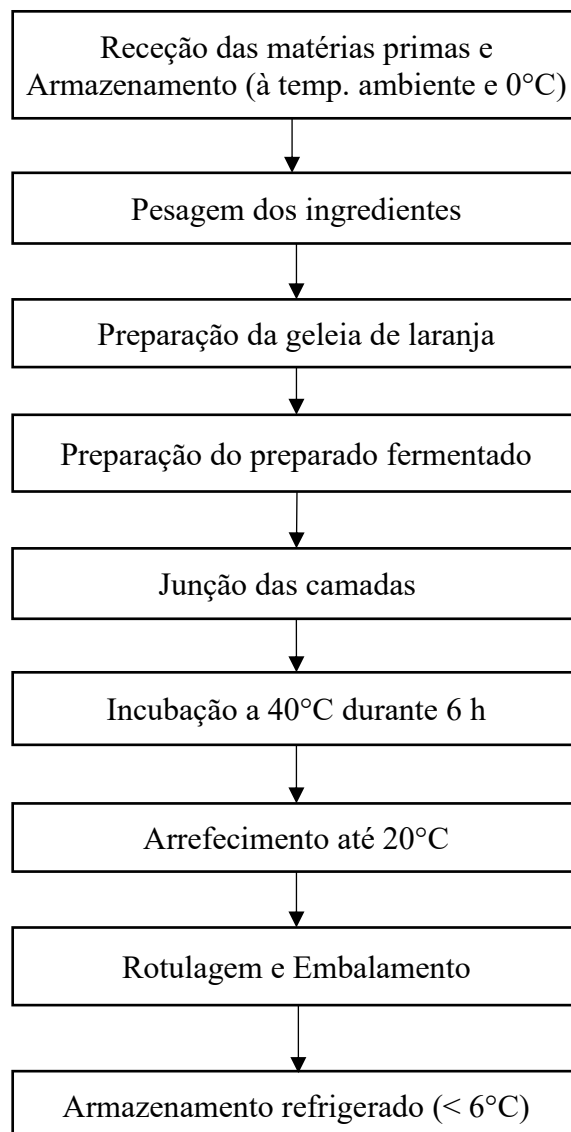 Receção das matérias primas e
Armazenamento (à temp. ambiente e 0°C)
Pesagem dos ingredientes
Preparação da geleia de laranja
Preparação do preparado fermentado
Junção das camadas
Incubação a 40°C durante 6 h
Arrefecimento até 20°C
Rotulagem e Embalamento
Armazenamento refrigerado (< 6°C)